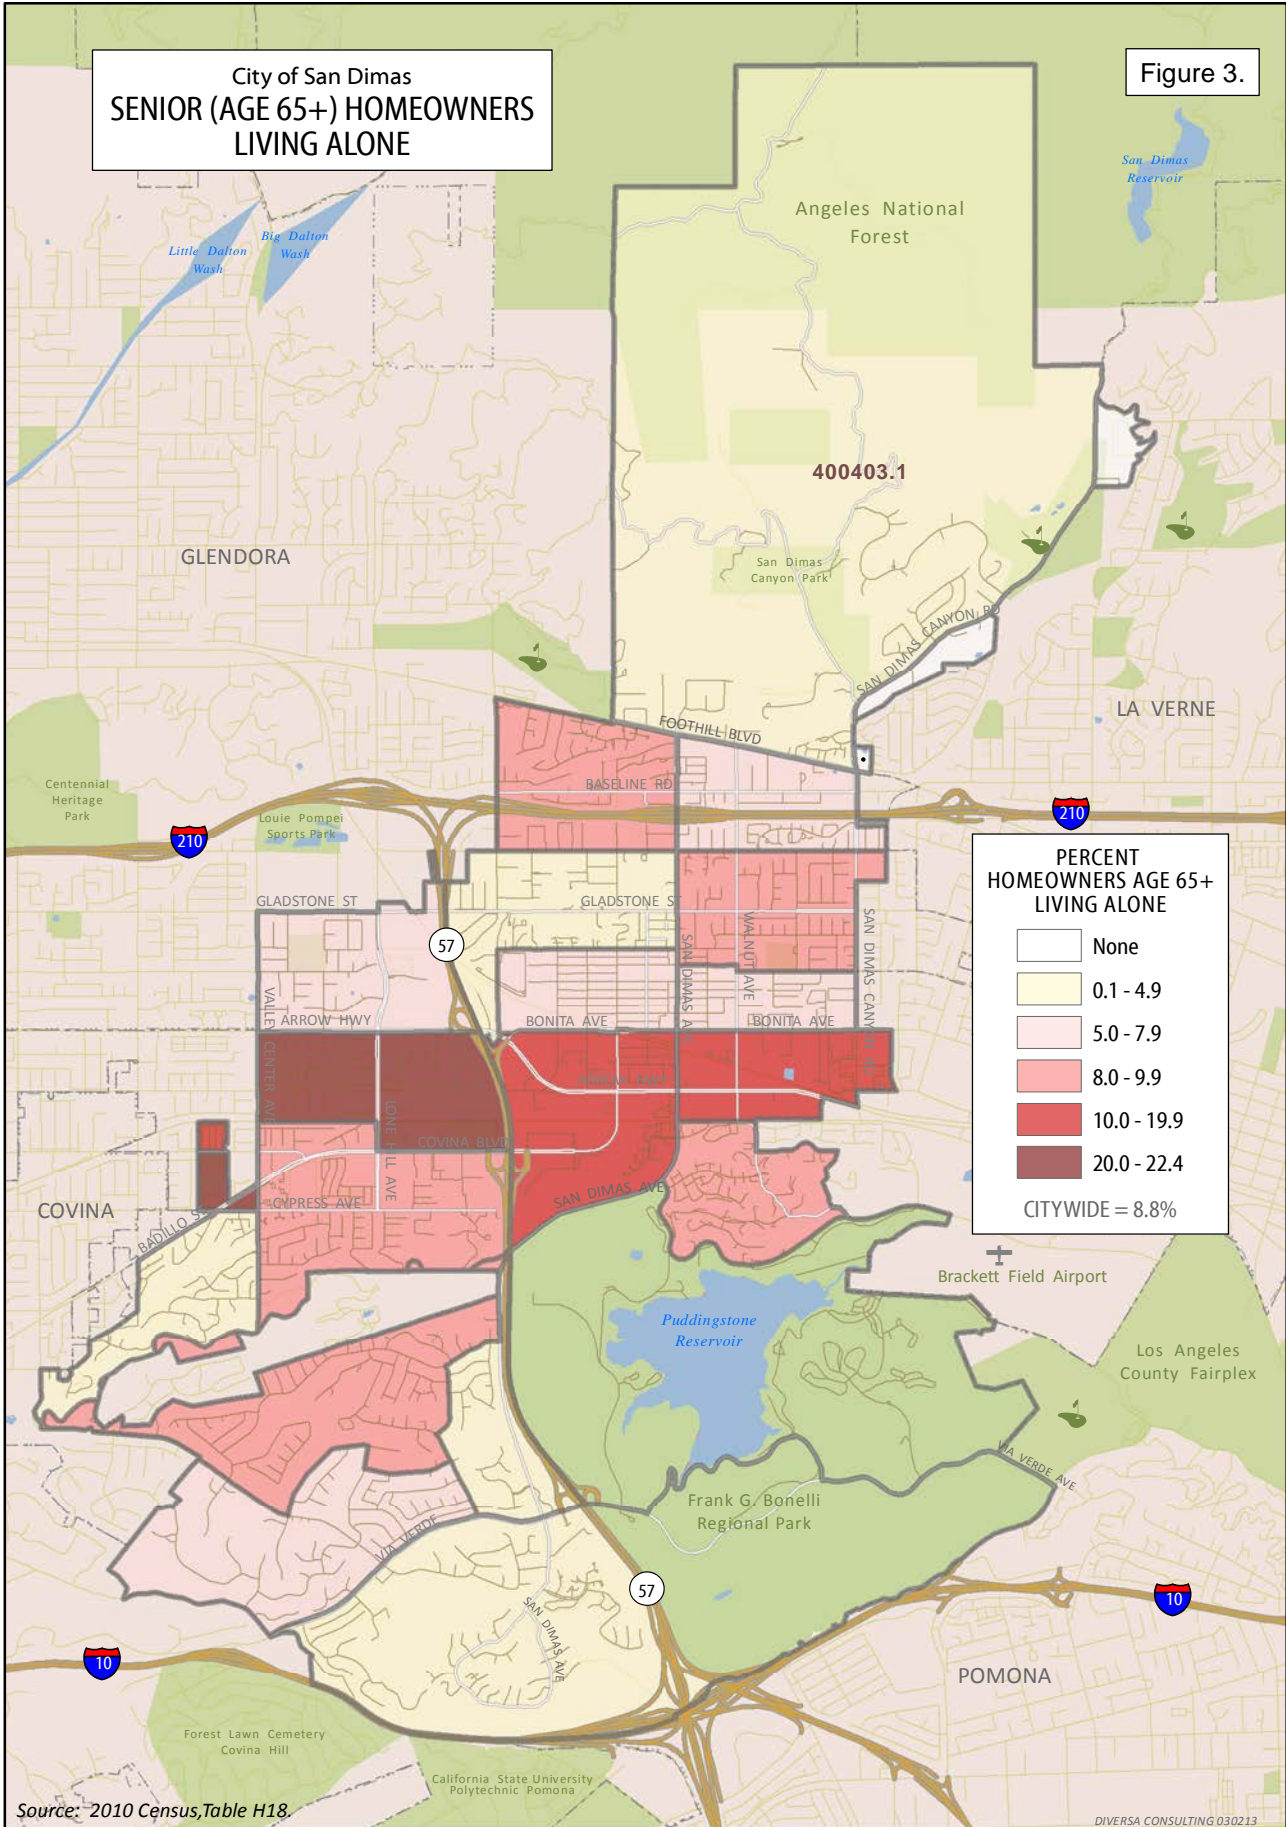 City of San Dimas
SENIOR (AGE 65+) HOMEOWNERS
LIVING ALONE
Figure 3.
San Dimas
Reservoir
Angeles National
Forest
Little Dalton
Wash
Big Dalton
Wash
400403.1
GLENDORA
San Dimas
Canyon Park
SAN DIMAS CANYON RD
LA VERNE
FOOTHILL BLVD
BASELINE RD
Centennial
Heritage
Park
Louie Pompei
Sports Park
210
210
PERCENT
HOMEOWNERS AGE 65+
LIVING ALONE
None
0.1 - 4.9
5.0 - 7.9
8.0 - 9.9
10.0 - 19.9
20.0 - 22.4
CITYWIDE = 8.8%
GLADSTONE ST
GLADSTONE ST
57
SAN DIMAS AVE
WALNUT AVE
SAN DIMAS CANYON RD
VALLEY CENTER AVE
ARROW HWY
BONITA AVE
BONITA AVE
ARROW HWY
LONE HILL AVE
COVINA BLVD
CYPRESS AVE
SAN DIMAS AVE
COVINA
BADILLO ST
Brackett Field Airport
Puddingstone
Reservoir
Los Angeles
County Fairplex
VIA VERDE AVE
Frank G. Bonelli
Regional Park
VIA VERDE
57
SAN DIMAS AVE
10
10
POMONA
Forest Lawn Cemetery
Covina Hill
California State University
Polytechnic Pomona
Source: 2010 Census,Table H18.
DIVERSA CONSULTING 030213